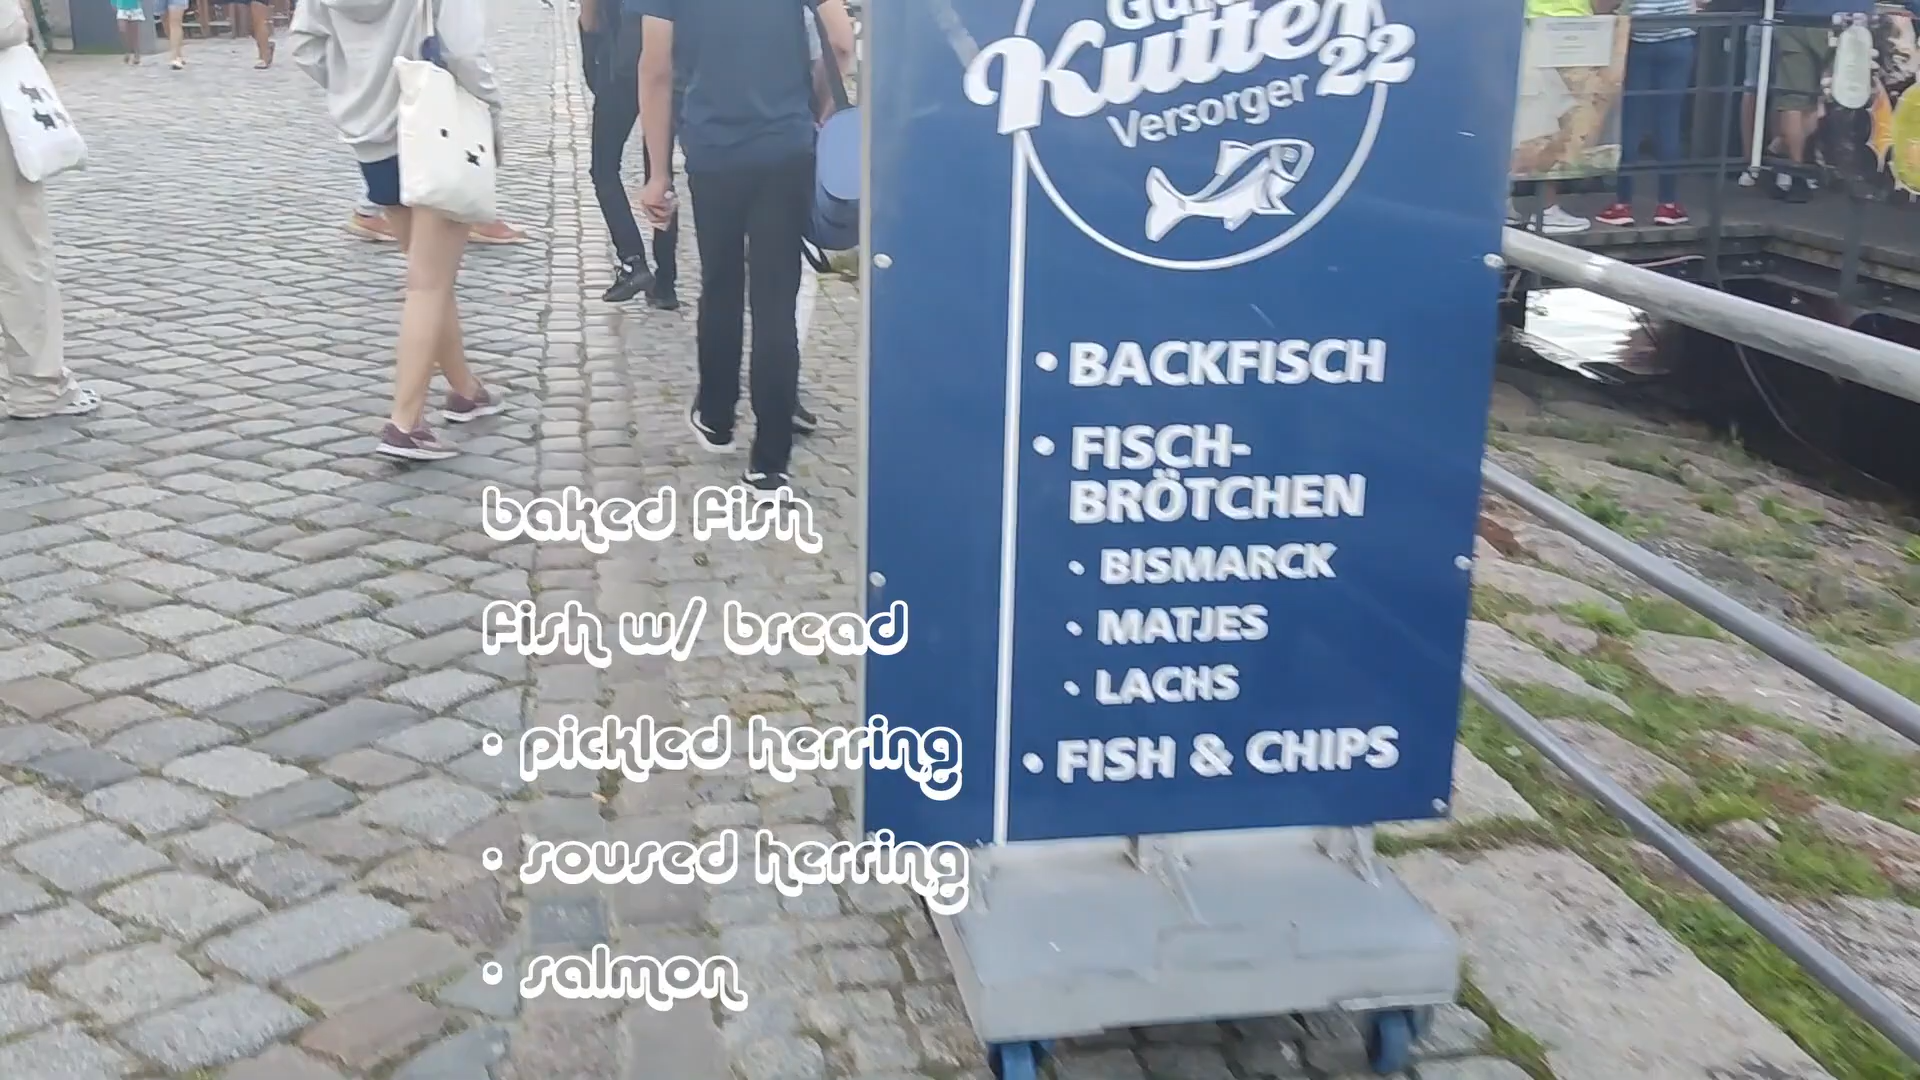 Kutter 22
Versorger
• BACKFISCH
• FISCH-
BRÖTCHEN
• BISMARCK
• MATJES
• LACHS
• FISH & CHIPS
baked fish
fish w/ bread
• pickled herring
• soused herring
• salmon